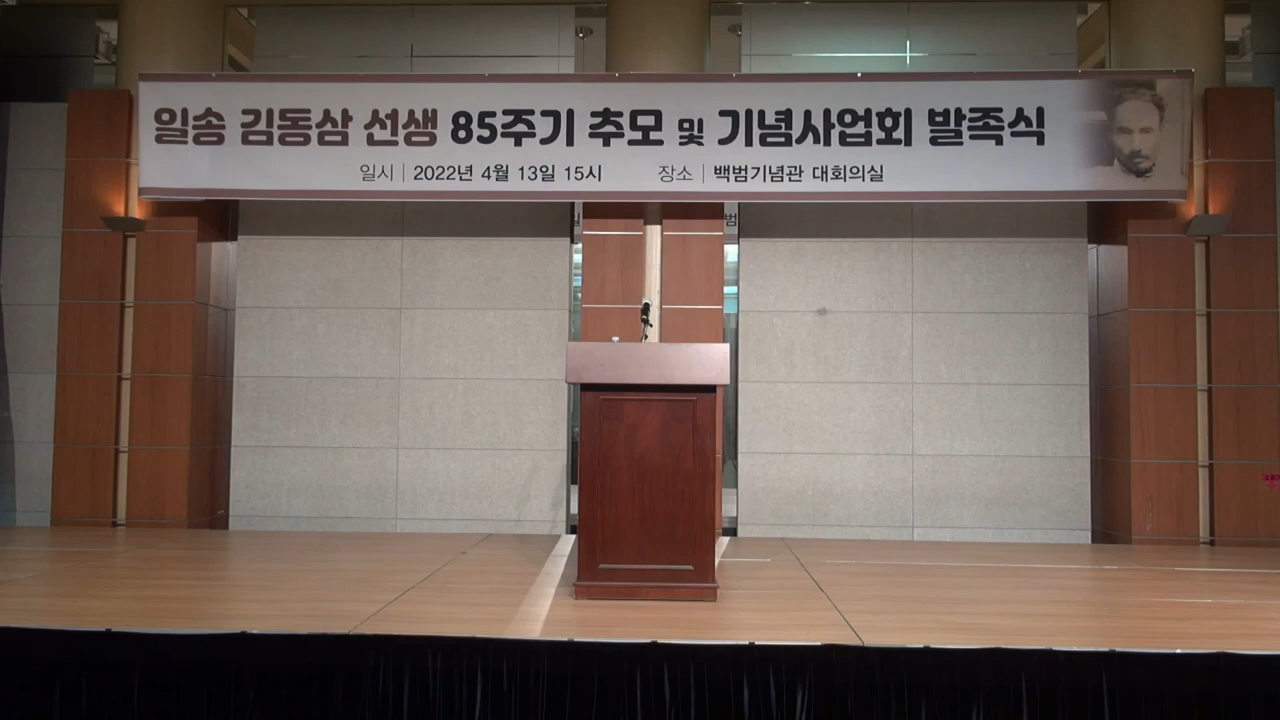 일송 김동삼 선생 85주기 추모 및 기념사업회 발족식
일시 | 2022년 4월 13일 15시 장소 | 백범기념관 대회의실
범